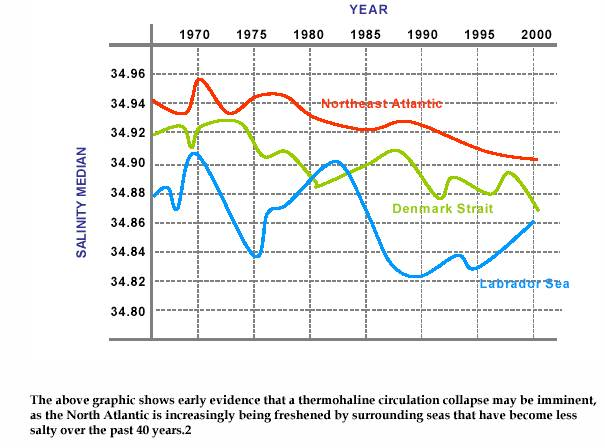 YEAR
1970 1975 1980 1985 1990 1995 2000
34.96
34.94
Northeast Atlantic
34.92
34.90
34.88
Denmark Strait
34.86
34.84
34.82
Labrador Sea
34.80
SALINITY MEDIAN
The above graphic shows early evidence that a thermohaline circulation collapse may be imminent,
as the North Atlantic is increasingly being freshened by surrounding seas that have become less
salty over the past 40 years.2